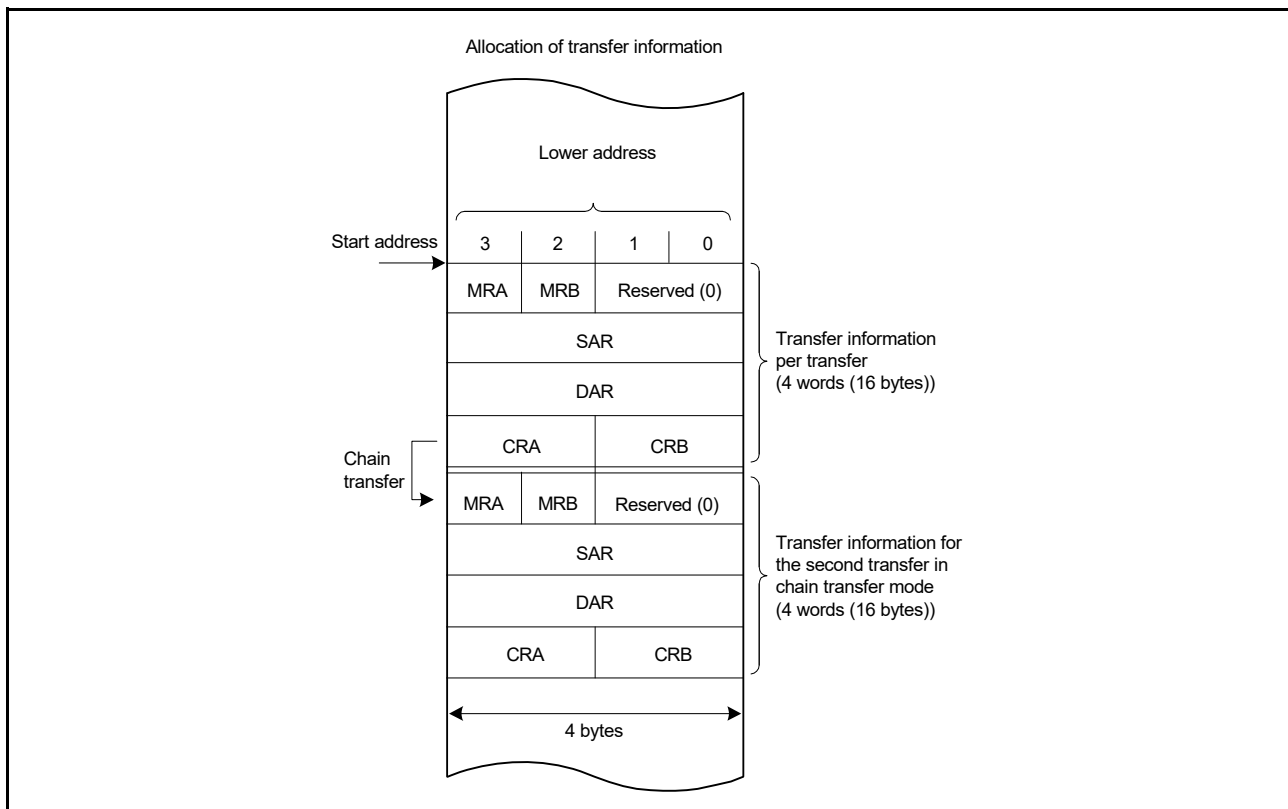 Allocation of transfer information
Lower address
Start address
3 2 1 0
MRA MRB Reserved (0)
SAR
DAR
CRA CRB
Transfer information
per transfer
(4 words (16 bytes))
Chain
transfer
MRA MRB Reserved (0)
SAR
DAR
CRA CRB
Transfer information for
the second transfer in
chain transfer mode
(4 words (16 bytes))
4 bytes